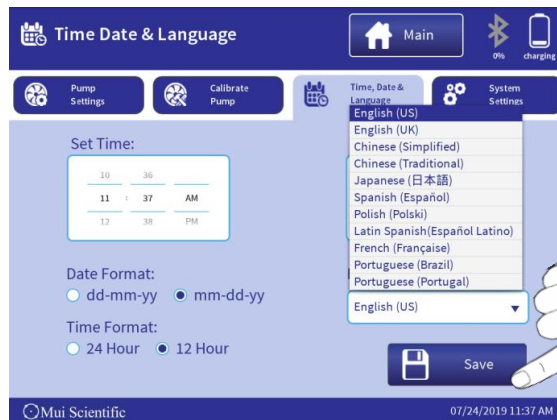 Time Date & Language
Main
0%
charging
Pump
Settings
Calibrate
Pump
Time, Date &
Language
System
Settings
Set Time:
10 36
11 : 37 AM
12 38 PM
English (US)
English (UK)
Chinese (Simplified)
Chinese (Traditional)
Japanese (日本語)
Spanish (Español)
Polish (Polski)
Latin Spanish(Español Latino)
French (Française)
Portuguese (Brazil)
Portuguese (Portugal)
English (US)
Date Format:
dd-mm-yy mm-dd-yy
Time Format:
24 Hour 12 Hour
Save
Mui Scientific
07/24/2019 11:37 AM